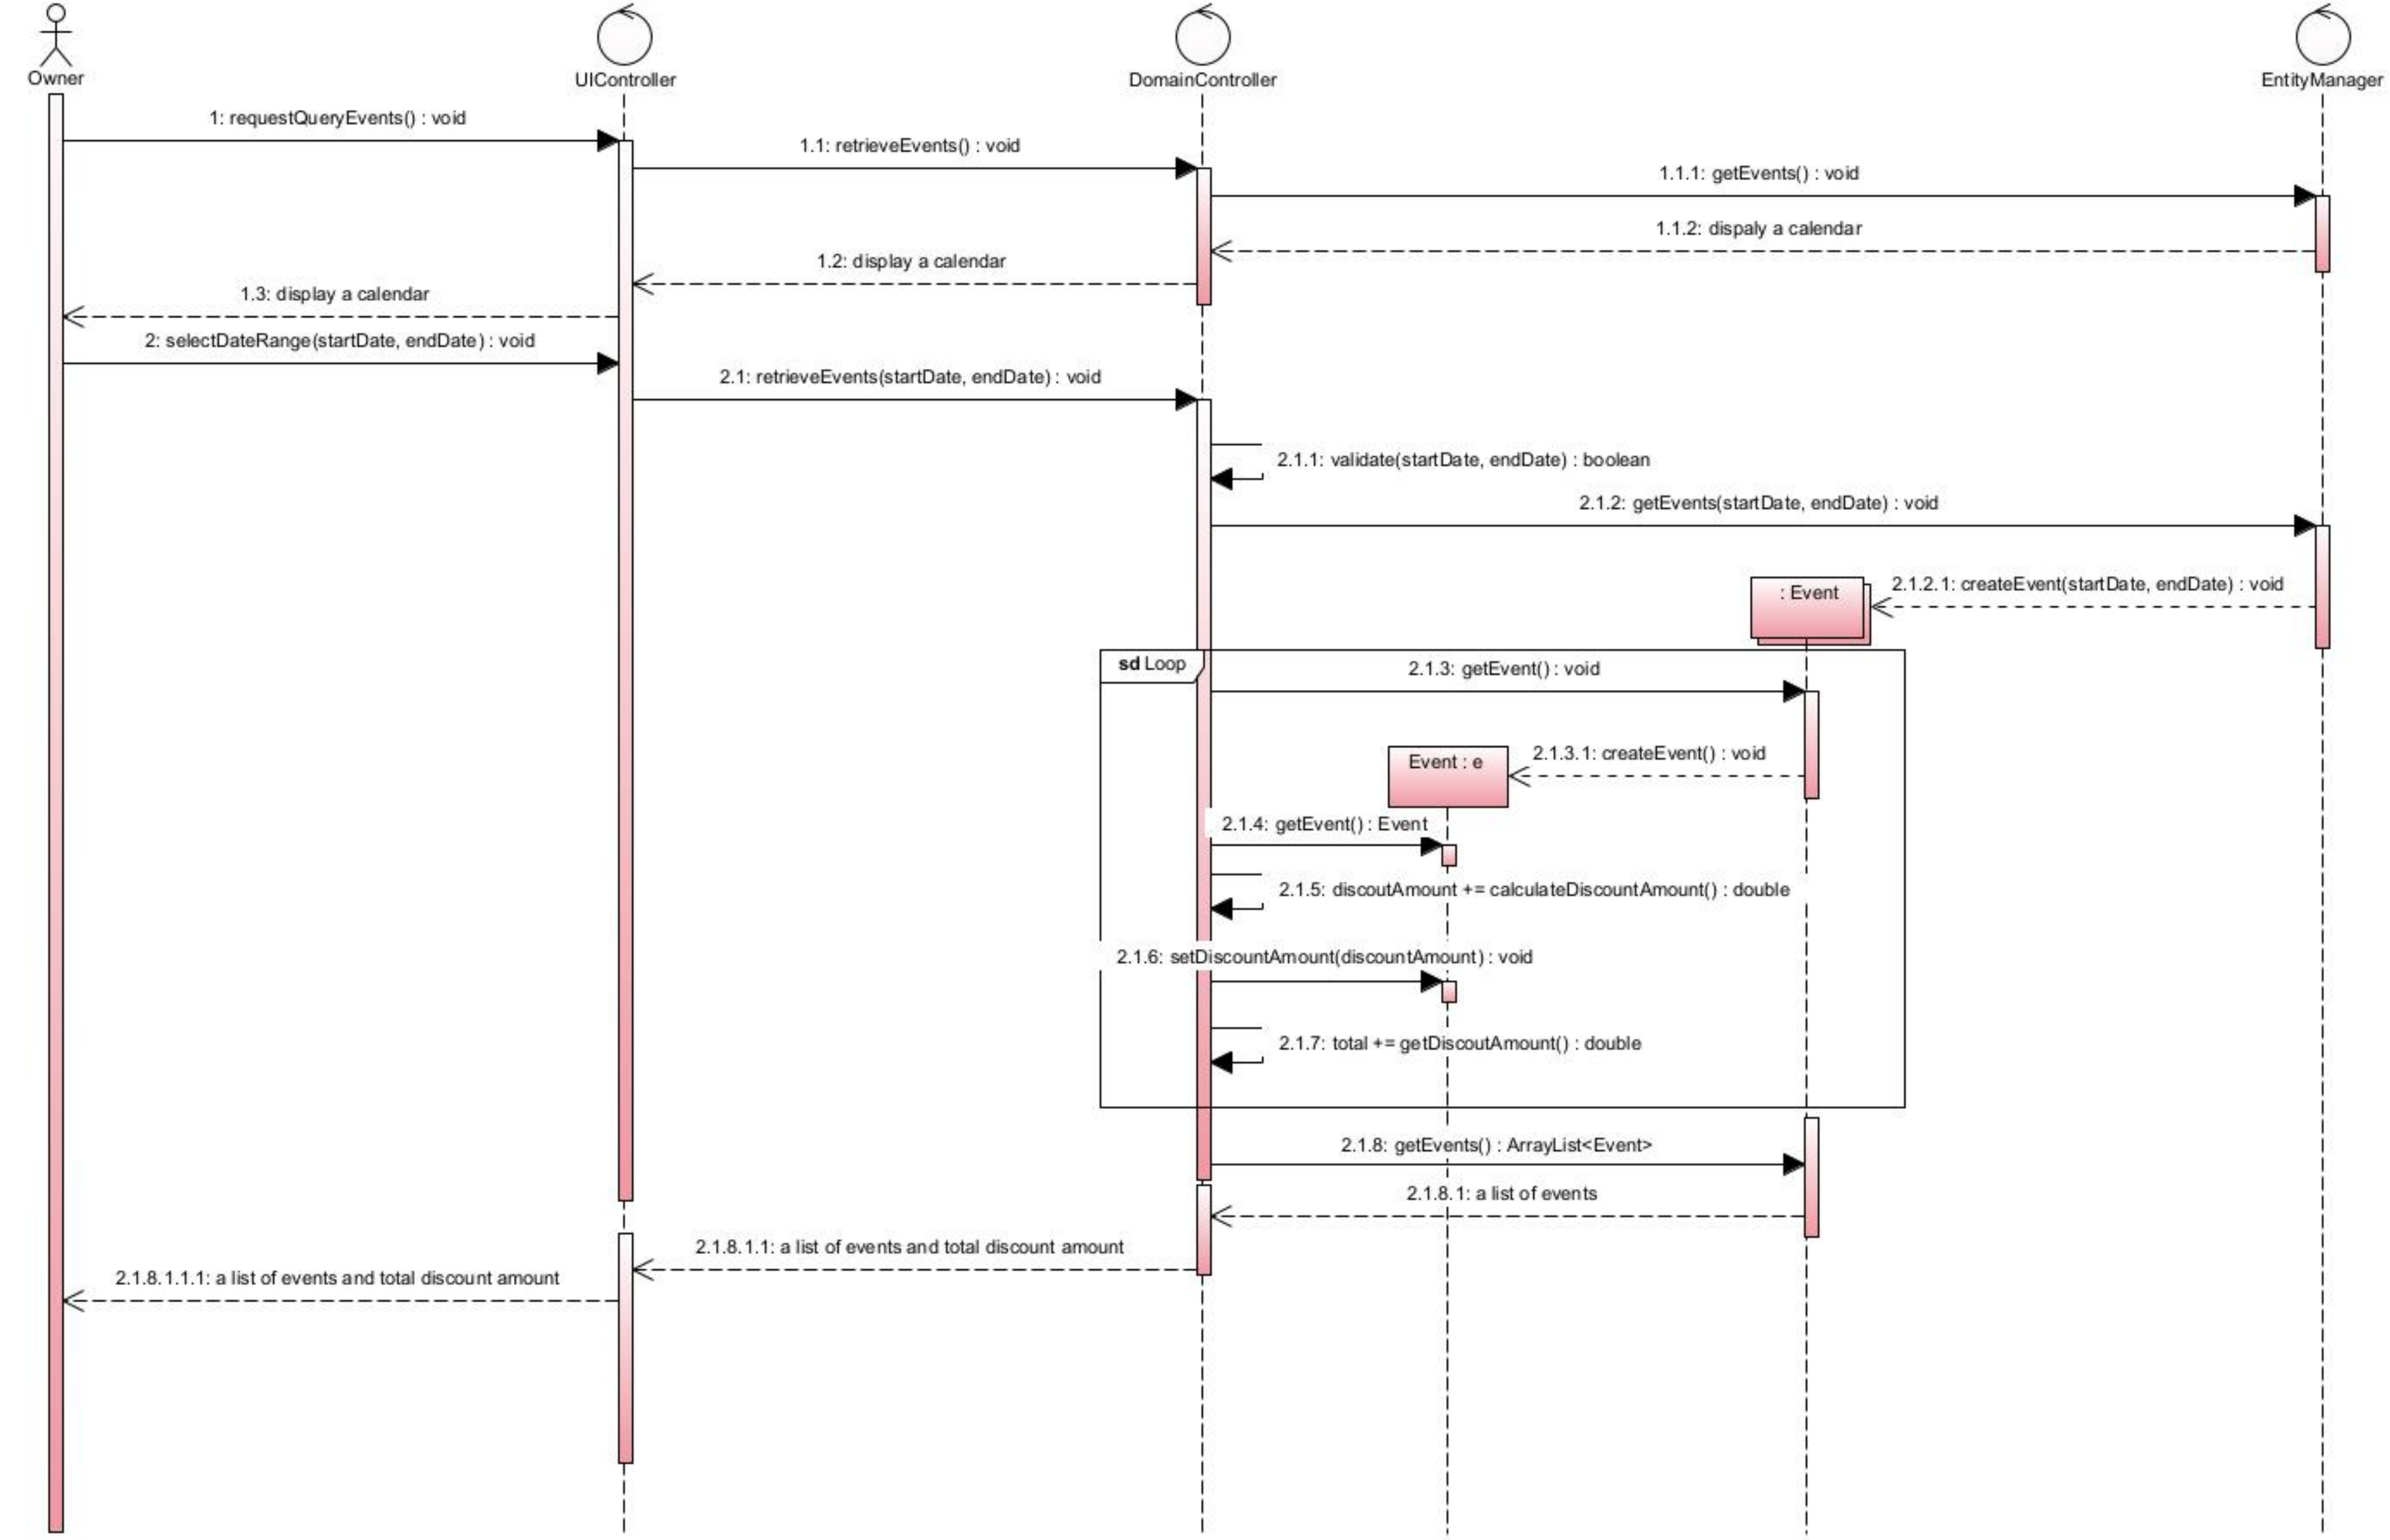 Owner
UIController
DomainController
EntityManager
1: requestQueryEvents() : void
1.1: retrieveEvents() : void
1.1.1: getEvents() : void
1.1.2: dispaly a calendar
1.2: display a calendar
1.3: display a calendar
2: selectDateRange(startDate, endDate) : void
2.1: retrieveEvents(startDate, endDate) : void
2.1.1: validate(startDate, endDate) : boolean
2.1.2: getEvents(startDate, endDate) : void
: Event
2.1.2.1: createEvent(startDate, endDate) : void
sd Loop
2.1.3: getEvent() : void
Event : e
2.1.3.1: createEvent() : void
2.1.4: getEvent() : Event
2.1.5: discoutAmount += calculateDiscountAmount() : double
2.1.6: setDiscountAmount(discountAmount) : void
2.1.7: total += getDiscoutAmount() : double
2.1.8: getEvents() : ArrayList<Event>
2.1.8.1: a list of events
2.1.8.1.1: a list of events and total discount amount
2.1.8.1.1.1: a list of events and total discount amount